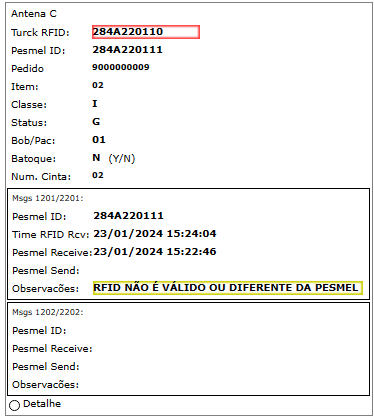 Antena C
Turck RFID: 284A220110
Pesmel ID: 284A220111
Pedido 9000000009
Item: 02
Classe: I
Status: G
Bob/Pac: 01
Batoque: N (Y/N)
Num. Cinta: 02
Msgs 1201/2201:
Pesmel ID: 284A220111
Time RFID Rcv: 23/01/2024 15:24:04
Pesmel Receive: 23/01/2024 15:22:46
Pesmel Send:
Observacões: RFID NÃO É VÁLIDO OU DIFERENTE DA PESMEL
Msgs 1202/2202:
Pesmel ID:
Pesmel Receive:
Pesmel Send:
Observacões:
Detalhe